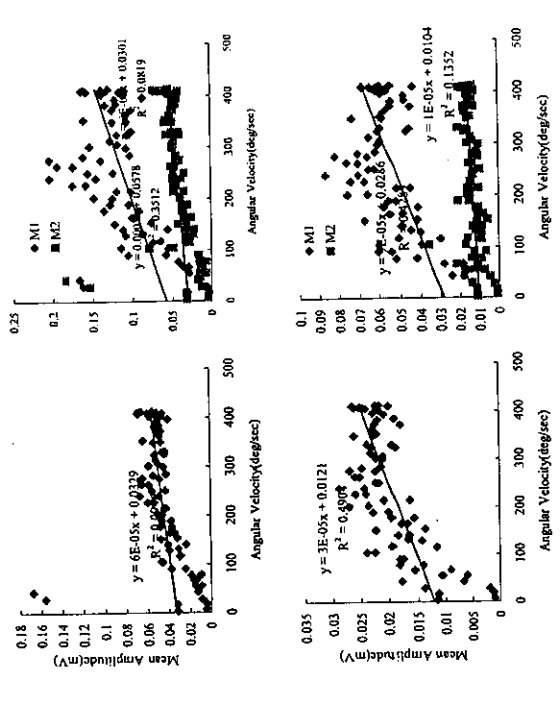 0.18
0.16
0.14
0.12
0.1
0.08
0.06
0.04
0.02
0
Mean Amplitude(mV)
y = 6E-05x + 0.0329
R² =
0 100 200 300 400 500
Angular Velocity(deg/sec)
0.25
0.2
0.15
0.1
0.05
0
M1
M2
+ 0.0578
R² = 0.3512
+ 0.0301
R² = 0.0819
0 100 200 300 400 500
Angular Velocity(deg/sec)
0.035
0.03
0.025
0.02
0.015
0.01
0.005
0
Mean Amplitude(mV)
y = 3E-05x + 0.0121
R² =
0 100 200 300 400 500
Angular Velocity(deg/sec)
0.1
0.09
0.08
0.07
0.06
0.05
0.04
0.03
0.02
0.01
0
M1
M2
+ 0.0286
y = 1E-05x + 0.0104
R² = 0.1352
0 100 200 300 400 500
Angular Velocity(deg/sec)